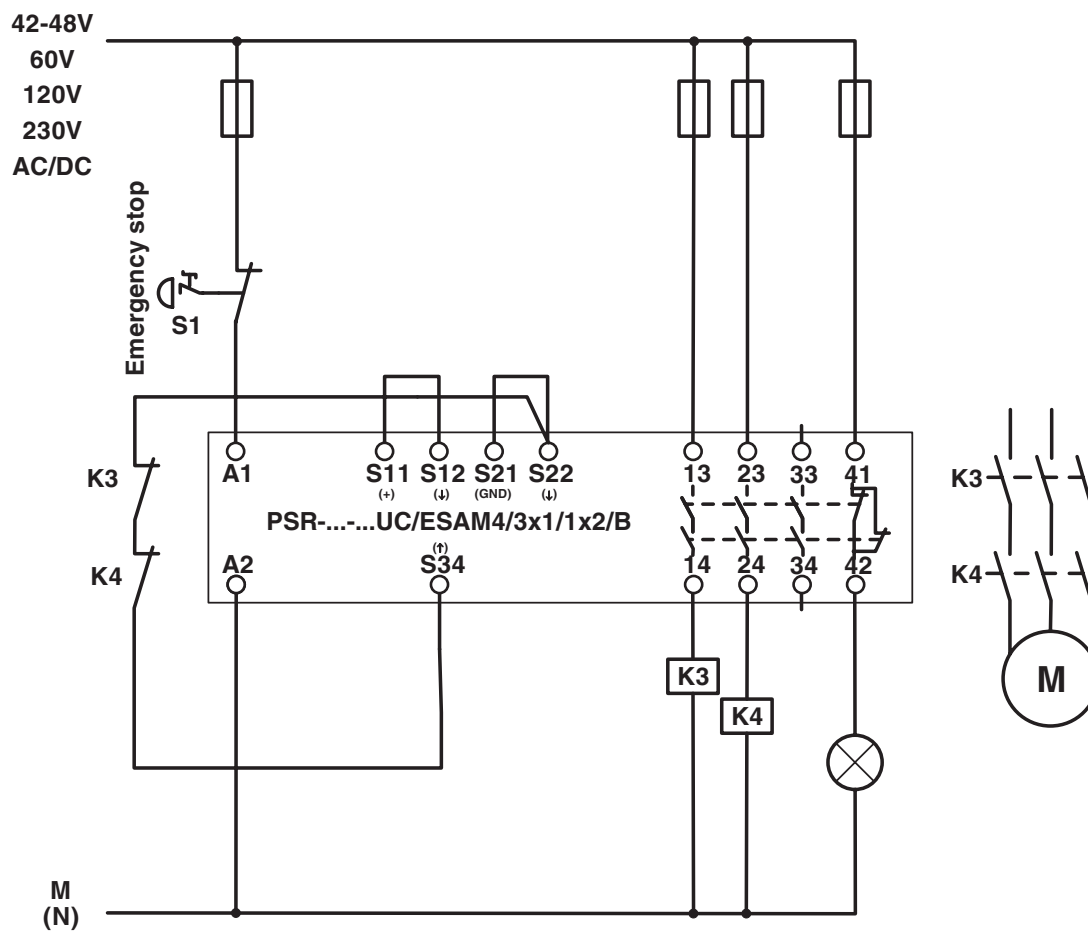 42-48V
60V
120V
230V
AC/DC
Emergency stop
S1
K3
K4
A1
S11
S12
S21
S22
13
23
33
41
(+)
(↓)
(GND)
(↓)
PSR-...-...UC/ESAM4/3x1/1x2/B
(↑)
A2
S34
14
24
34
42
K3
K4
K3
K4
M
M
(N)